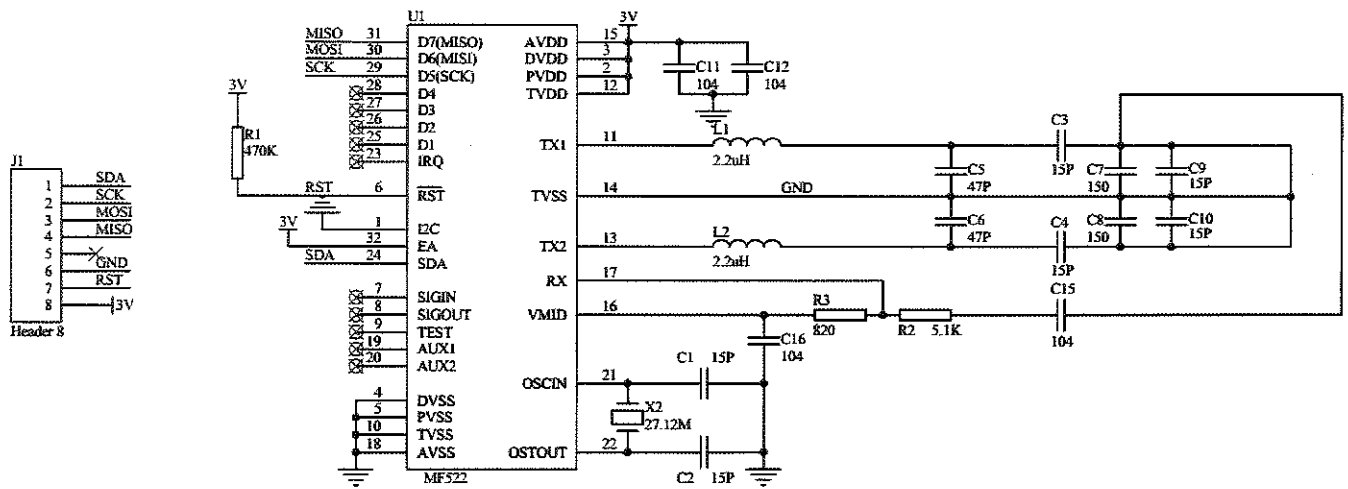 U1
3V
MISO 31 D7(MISO) AVDD 15
MOSI 30 D6(MISI) DVDD 3
SCK 29 D5(SCK) PVDD 2
28 D4 TVDD 12
C11 104
C12 104
27 D3
26 D2
25 D1 TX1 11
23 IRQ
3V
R1
470K
L1
2.2uH
C3
15P
C5
47P
C7
150
C9
15P
RST 6 RST TVSS 14 GND
1 I2C
3V
32 EA TX2 13
SDA 24 SDA
L2
2.2uH
C6
47P
C4
15P
C8
150
C10
15P
RX 17
7 SIGIN
8 SIGOUT VMID 16
9 TEST
19 AUX1
20 AUX2
R3
820
R2 5.1K
C15
104
C16
104
C1 15P
OSCIN 21
X2
27.12M
4 DVSS
5 PVSS
10 TVSS
18 AVSS OSTOUT 22
C2 15P
MF522
J1
1 SDA
2 SCK
3 MOSI
4 MISO
5
6 GND
7 RST
8 3V
Header 8